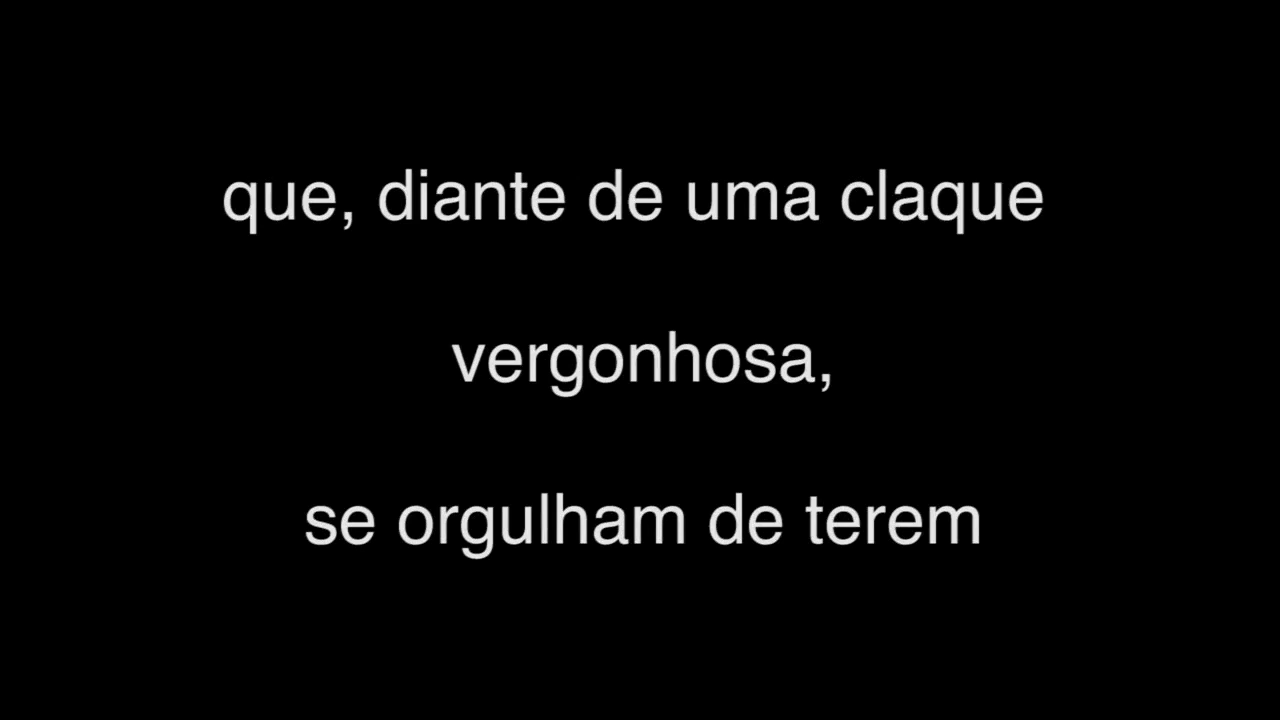 que, diante de uma claque
vergonhosa,
se orgulham de terem